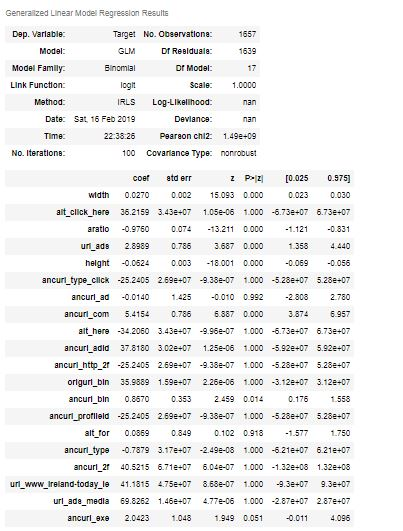 Generalized Linear Model Regression Results
Dep. Variable: Target No. Observations: 1657
Model: GLM Df Residuals: 1639
Model Family: Binomial Df Model: 17
Link Function: logit Scale: 1.0000
Method: IRLS Log-Likelihood: nan
Date: Sat, 16 Feb 2019 Deviance: nan
Time: 22:38:26 Pearson chi2: 1.49e+09
No. Iterations: 100 Covariance Type: nonrobust
coef std err z P>|z| [0.025 0.975]
width 0.0270 0.002 15.093 0.000 0.023 0.030
alt_click_here 36.2159 3.43e+07 1.05e-06 1.000 -6.73e+07 6.73e+07
aratio -0.9760 0.074 -13.211 0.000 -1.121 -0.831
url_ads 2.8989 0.786 3.687 0.000 1.358 4.440
height -0.0624 0.003 -18.001 0.000 -0.069 -0.056
ancurl_type_click -25.2405 2.69e+07 -9.38e-07 1.000 -5.28e+07 5.28e+07
ancurl_ad -0.0140 1.425 -0.010 0.992 -2.808 2.780
ancurl_com 5.4154 0.786 6.887 0.000 3.874 6.957
alt_here -34.2060 3.43e+07 -9.96e-07 1.000 -6.73e+07 6.73e+07
ancurl_adid 37.8180 3.02e+07 1.25e-06 1.000 -5.92e+07 5.92e+07
ancurl_http_2f -25.2405 2.69e+07 -9.38e-07 1.000 -5.28e+07 5.28e+07
origurl_bin 35.9889 1.59e+07 2.26e-06 1.000 -3.12e+07 3.12e+07
ancurl_bin 0.8670 0.353 2.459 0.014 0.176 1.558
ancurl_profileid -25.2405 2.69e+07 -9.38e-07 1.000 -5.28e+07 5.28e+07
alt_for 0.0869 0.849 0.102 0.918 -1.577 1.750
ancurl_type -0.7879 3.17e+07 -2.49e-08 1.000 -6.21e+07 6.21e+07
ancurl_2f 40.5215 6.71e+07 6.04e-07 1.000 -1.32e+08 1.32e+08
url_www_ireland-today_ie 41.1815 4.75e+07 8.68e-07 1.000 -9.3e+07 9.3e+07
url_ads_media 69.8262 1.46e+07 4.77e-06 1.000 -2.87e+07 2.87e+07
ancurl_exe 2.0423 1.048 1.949 0.051 -0.011 4.096